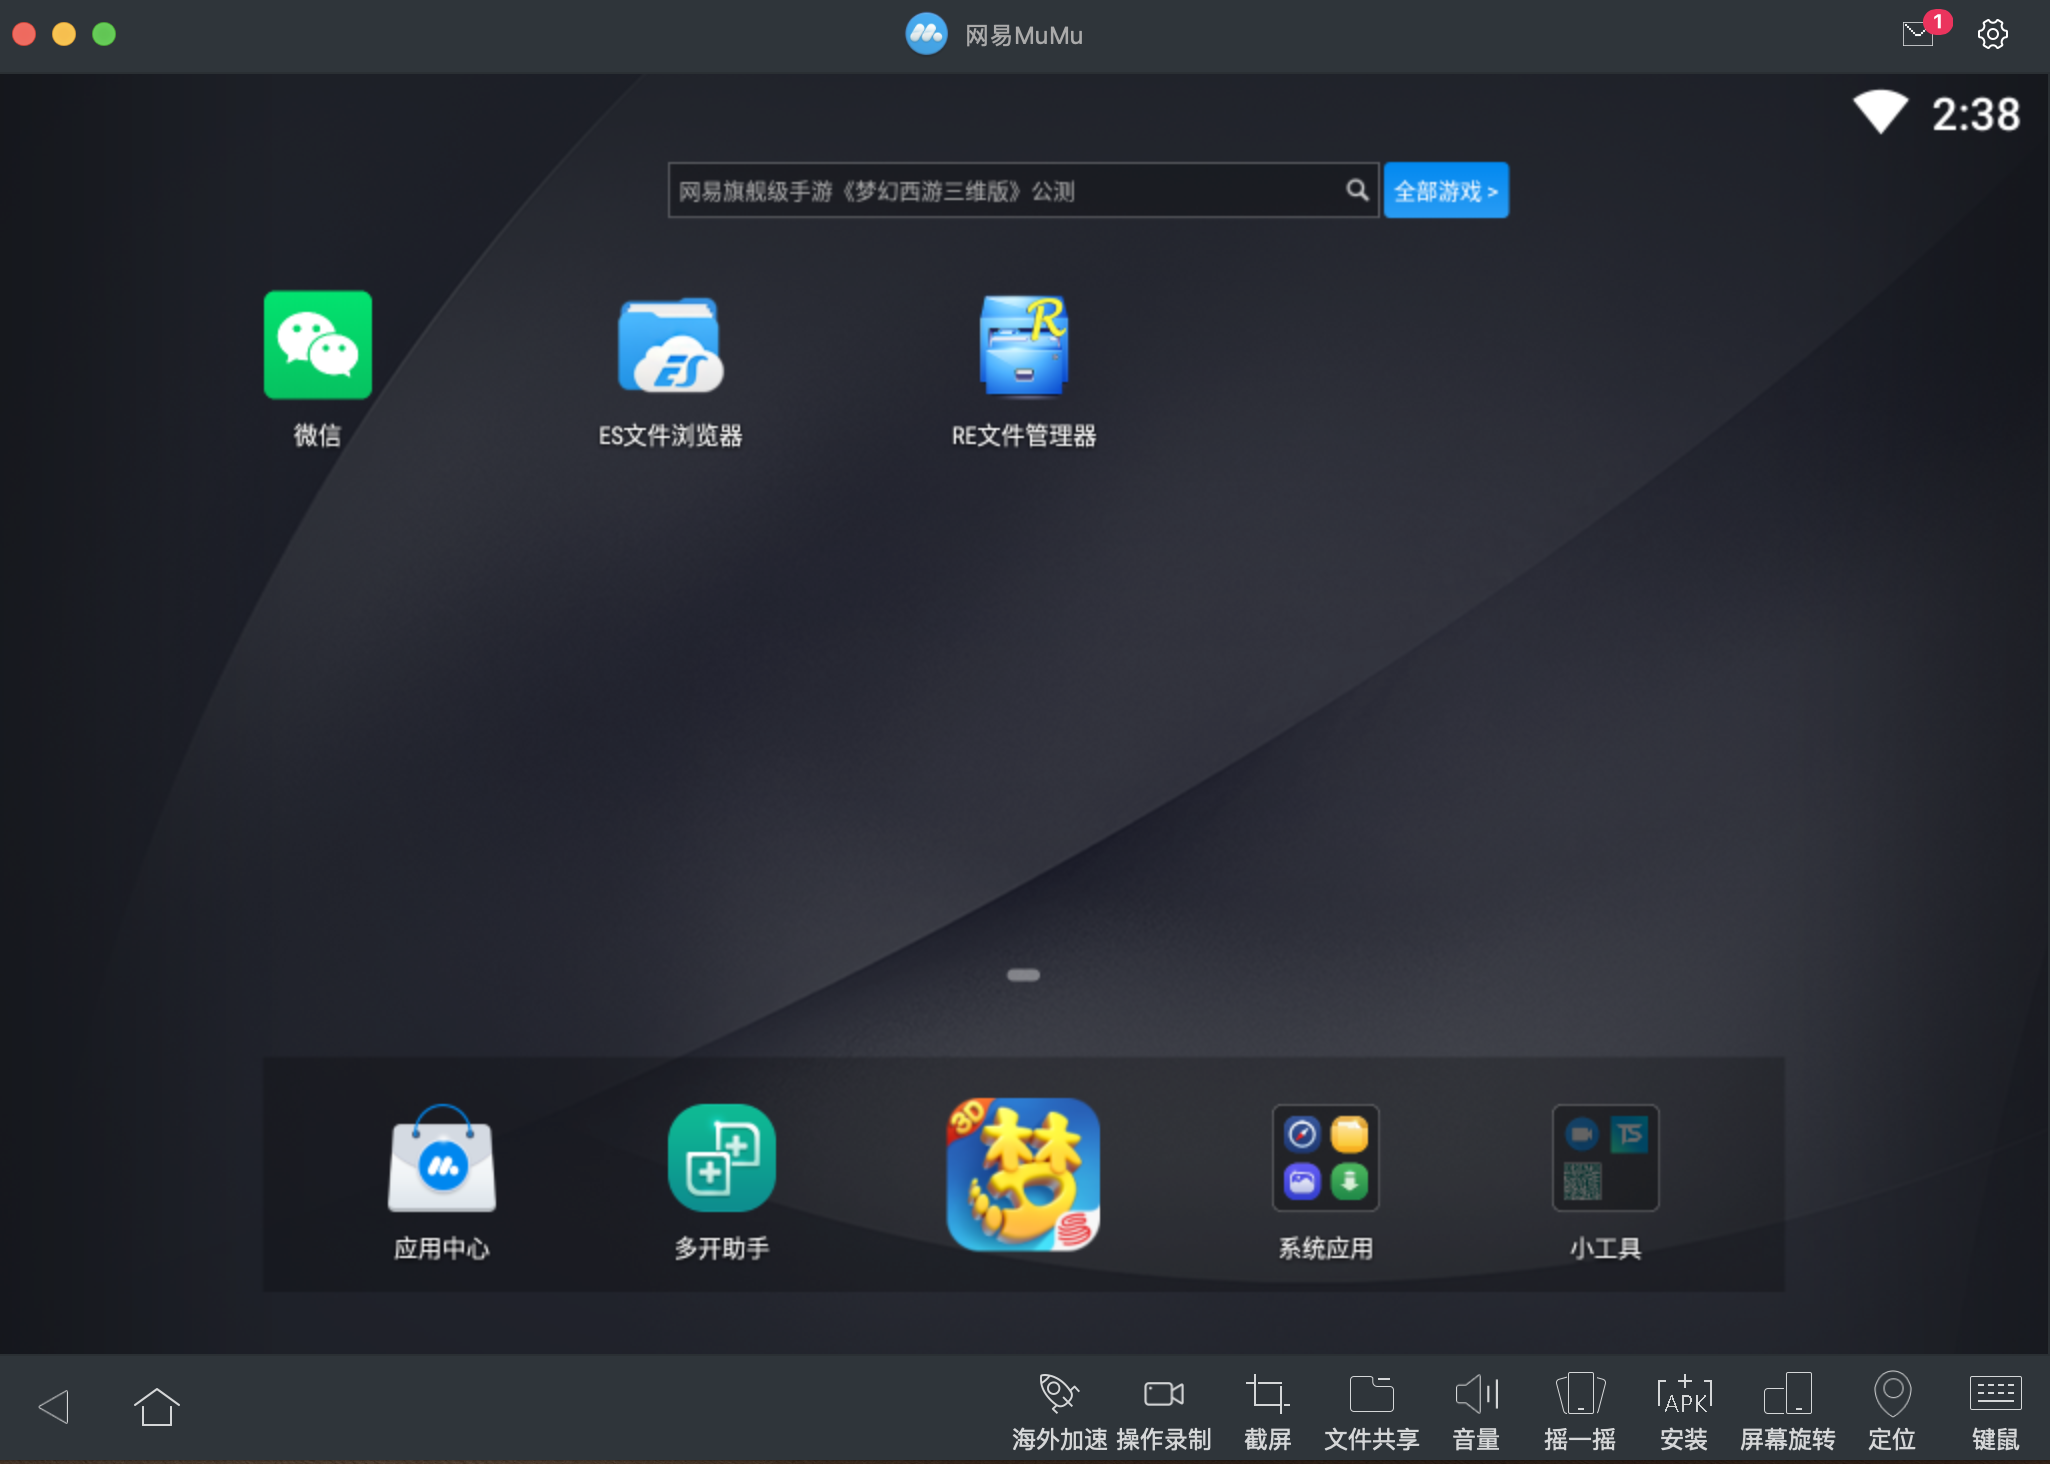 网易MuMu
1
2:38
网易旗舰级手游《梦幻西游三维版》公测
全部游戏 >
微信
ES文件浏览器
RE文件管理器
应用中心
多开助手
系统应用
小工具
海外加速 操作录制 截屏 文件共享 音量 摇一摇 安装 屏幕旋转 定位 键鼠
ES
R
3D
梦
TS
APK